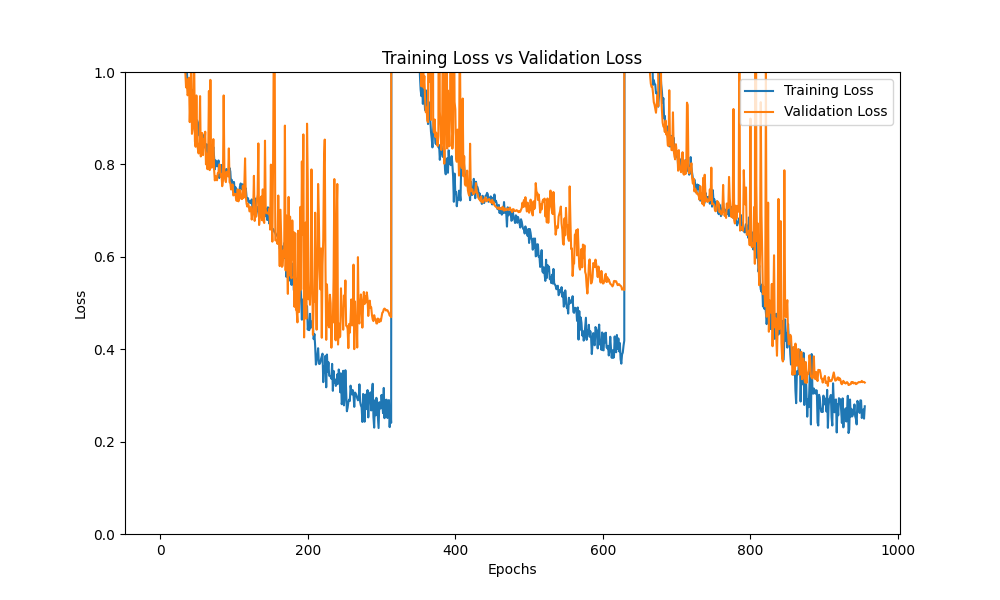 Training Loss vs Validation Loss
1.0
0.8
0.6
0.4
0.2
0.0
Loss
Training Loss
Validation Loss
0 200 400 600 800 1000
Epochs